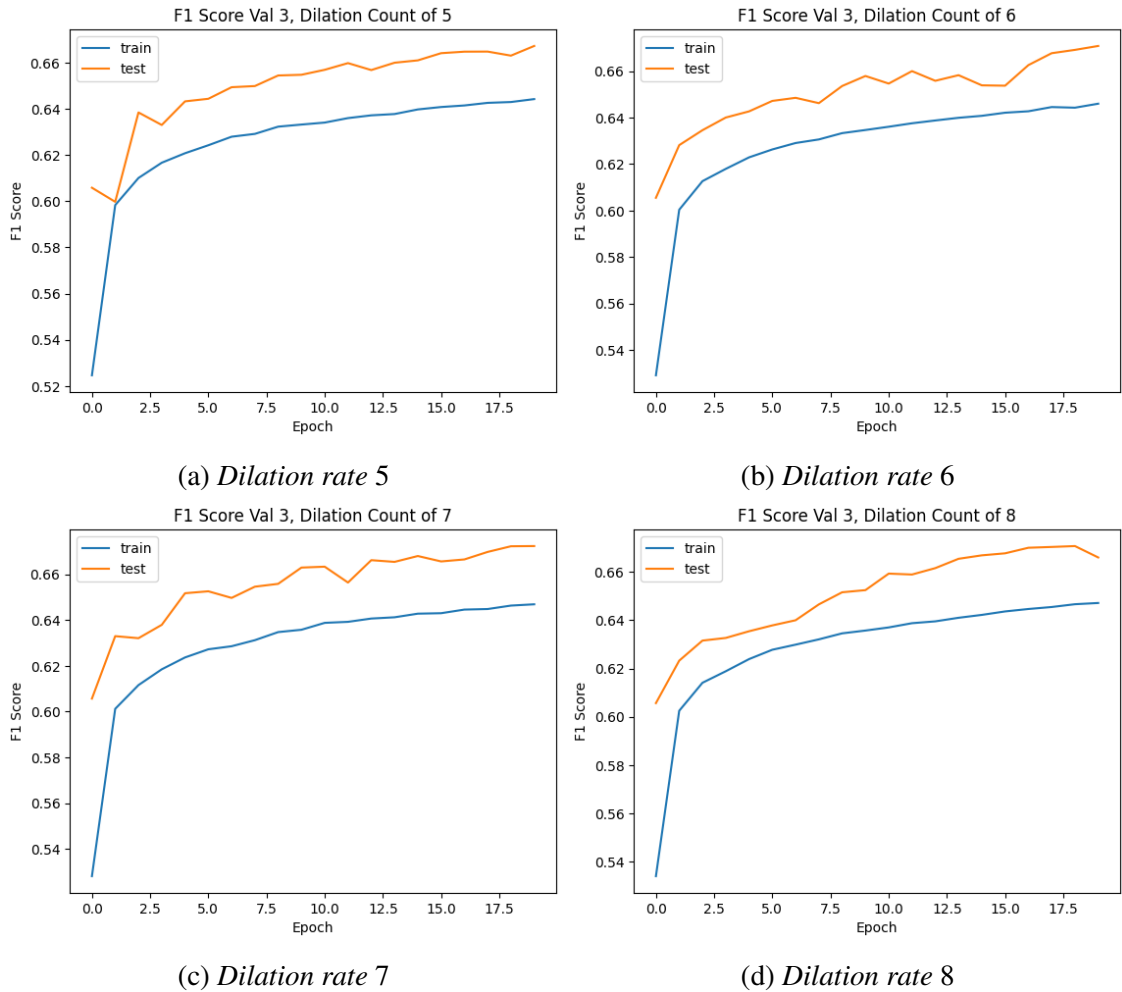 F1 Score Val 3, Dilation Count of 5
train
test
0.66
0.64
0.62
0.60
0.58
0.56
0.54
0.52
F1 Score
0.0 2.5 5.0 7.5 10.0 12.5 15.0 17.5
Epoch
(a) Dilation rate 5
F1 Score Val 3, Dilation Count of 6
train
test
0.66
0.64
0.62
0.60
0.58
0.56
0.54
F1 Score
0.0 2.5 5.0 7.5 10.0 12.5 15.0 17.5
Epoch
(b) Dilation rate 6
F1 Score Val 3, Dilation Count of 7
train
test
0.66
0.64
0.62
0.60
0.58
0.56
0.54
F1 Score
0.0 2.5 5.0 7.5 10.0 12.5 15.0 17.5
Epoch
(c) Dilation rate 7
F1 Score Val 3, Dilation Count of 8
train
test
0.66
0.64
0.62
0.60
0.58
0.56
0.54
F1 Score
0.0 2.5 5.0 7.5 10.0 12.5 15.0 17.5
Epoch
(d) Dilation rate 8